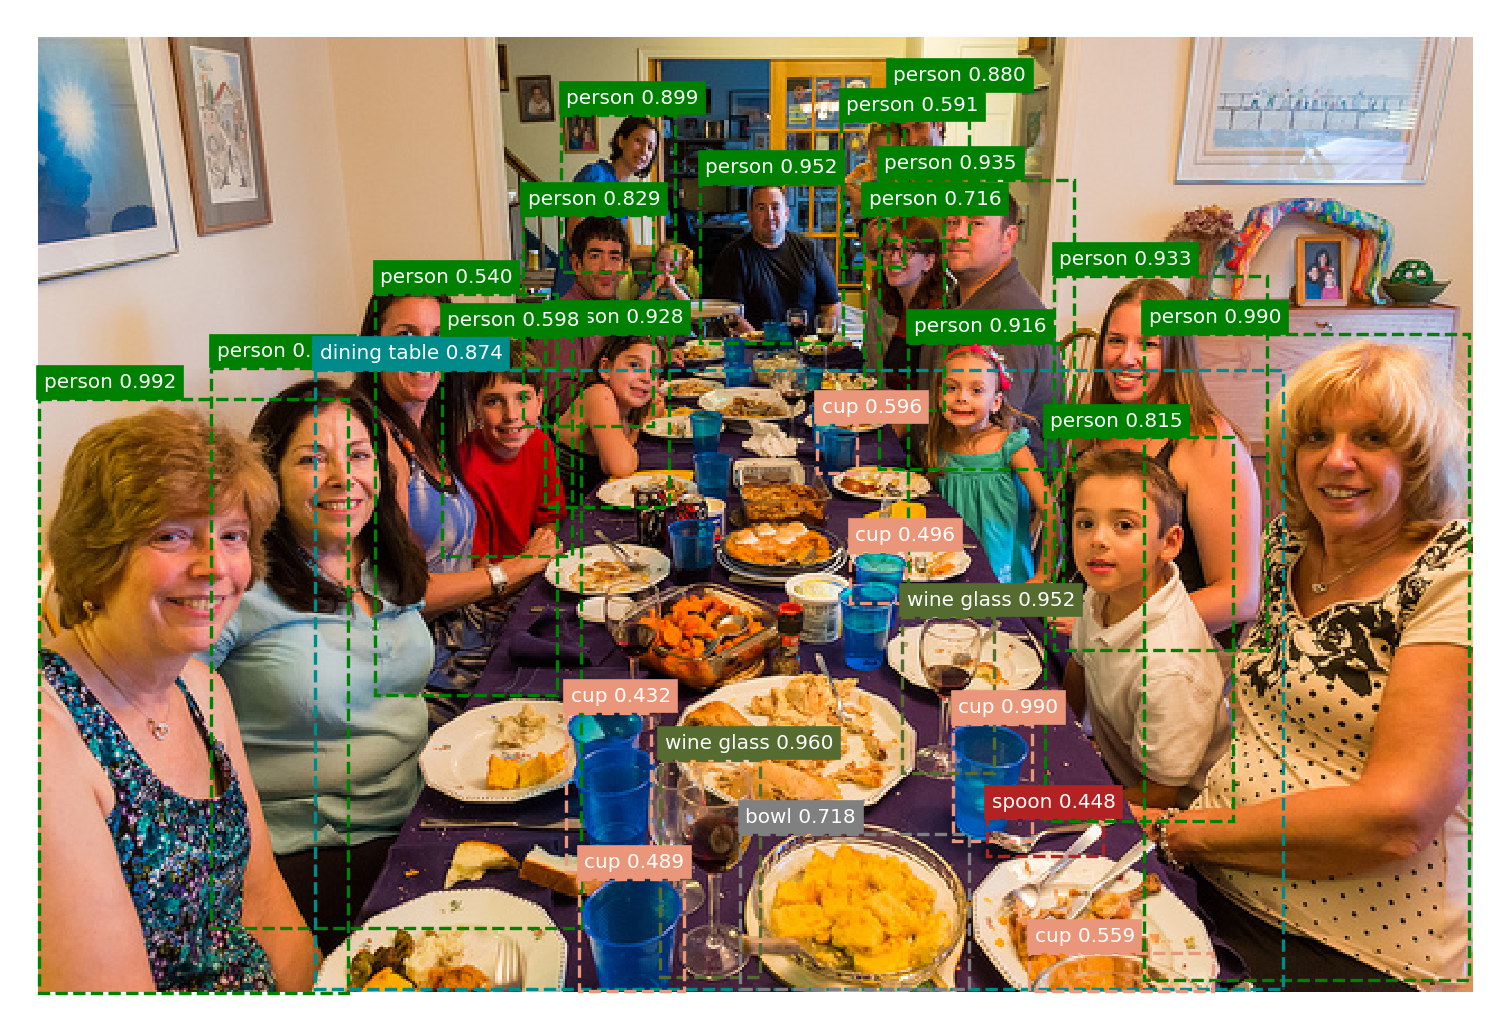 person 0.880
person 0.899
person 0.591
person 0.952
person 0.935
person 0.829
person 0.716
person 0.933
person 0.540
person 0.598
son 0.928
person 0.916
person 0.990
person 0.
dining table 0.874
person 0.992
cup 0.596
person 0.815
cup 0.496
wine glass 0.952
cup 0.432
cup 0.990
wine glass 0.960
spoon 0.448
bowl 0.718
cup 0.489
cup 0.559